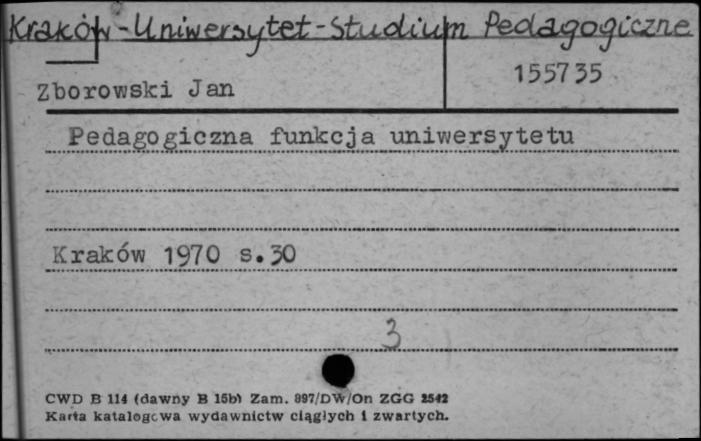 Kraków-Uniwersytet-Studium Pedagogiczne
155735
Zborowski Jan
Pedagogiczna funkcja uniwersytetu
Kraków 1970 s.30
3
CWD B 114 (dawny B 15b) Zam. 897/DW/On ZGG 2542
Karta katalogowa wydawnictw ciągłych i zwartych.